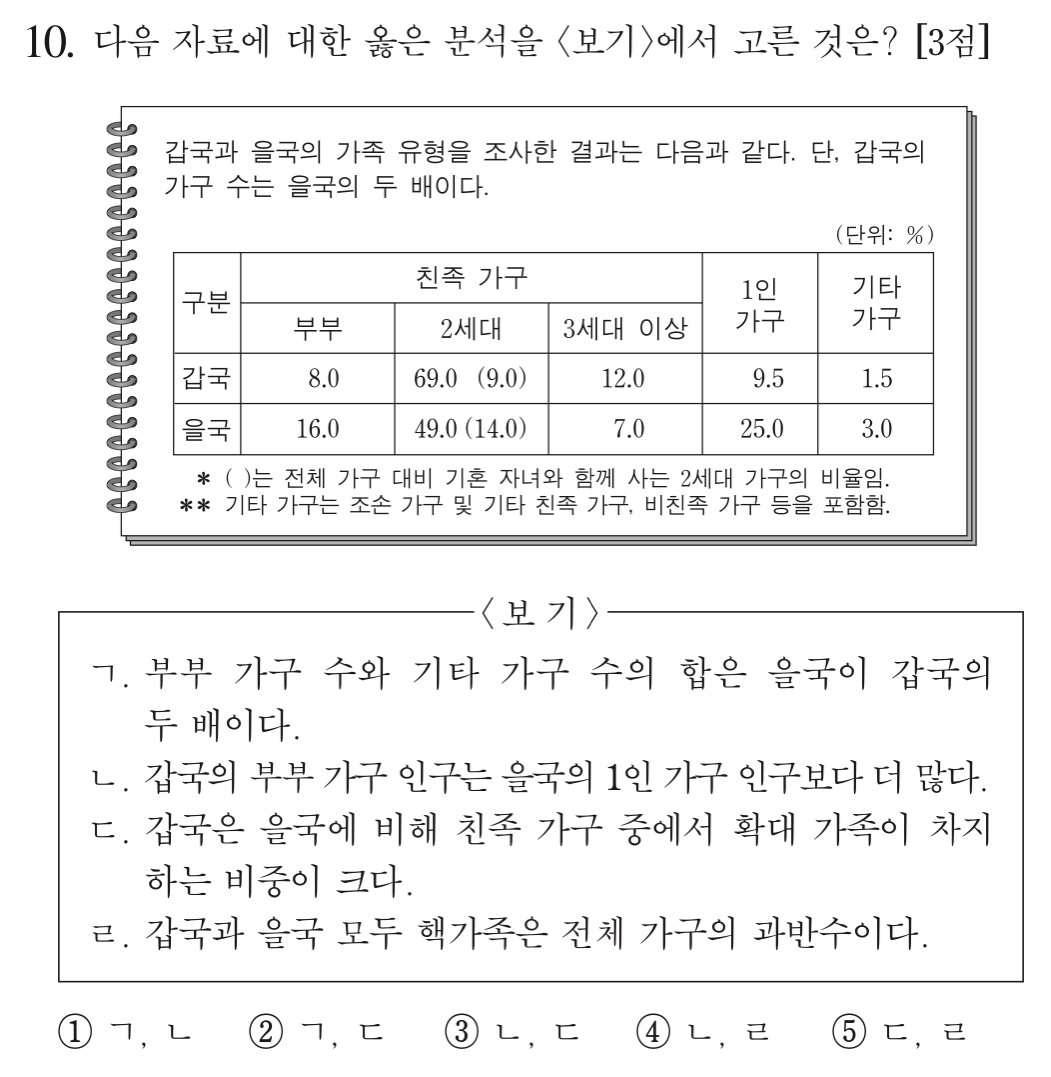 10. 다음 자료에 대한 옳은 분석을 〈보기〉에서 고른 것은? [3점]
갑국과 을국의 가족 유형을 조사한 결과는 다음과 같다. 단, 갑국의
가구 수는 을국의 두 배이다.
(단위: %)
구분 친족 가구 1인 가구 기타 가구
부부 2세대 3세대 이상
갑국 8.0 69.0 (9.0) 12.0 9.5 1.5
을국 16.0 49.0 (14.0) 7.0 25.0 3.0
* ( )는 전체 가구 대비 기혼 자녀와 함께 사는 2세대 가구의 비율임.
** 기타 가구는 조손 가구 및 기타 친족 가구, 비친족 가구 등을 포함함.
〈보기〉
ㄱ. 부부 가구 수와 기타 가구 수의 합은 을국이 갑국의
두 배이다.
ㄴ. 갑국의 부부 가구 인구는 을국의 1인 가구 인구보다 더 많다.
ㄷ. 갑국은 을국에 비해 친족 가구 중에서 확대 가족이 차지
하는 비중이 크다.
ㄹ. 갑국과 을국 모두 핵가족은 전체 가구의 과반수이다.
① ㄱ, ㄴ ② ㄱ, ㄷ ③ ㄴ, ㄷ ④ ㄴ, ㄹ ⑤ ㄷ, ㄹ